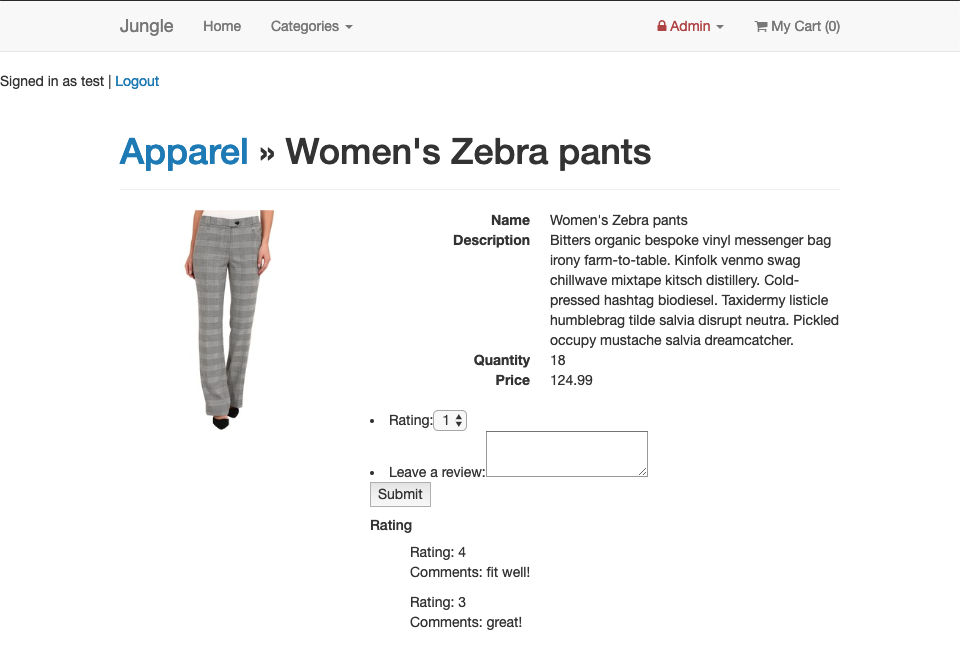 Jungle Home Categories Admin My Cart (0)
Signed in as test | Logout
Apparel » Women's Zebra pants
Name Women's Zebra pants
Description Bitters organic bespoke vinyl messenger bag
irony farm-to-table. Kinfolk venmo swag
chillwave mixtape kitsch distillery. Cold-
pressed hashtag biodiesel. Taxidermy listicle
humblebrag tilde salvia disrupt neutra. Pickled
occupy mustache salvia dreamcatcher.
Quantity 18
Price 124.99
• Rating: 1
• Leave a review:
Submit
Rating
Rating: 4
Comments: fit well!
Rating: 3
Comments: great!